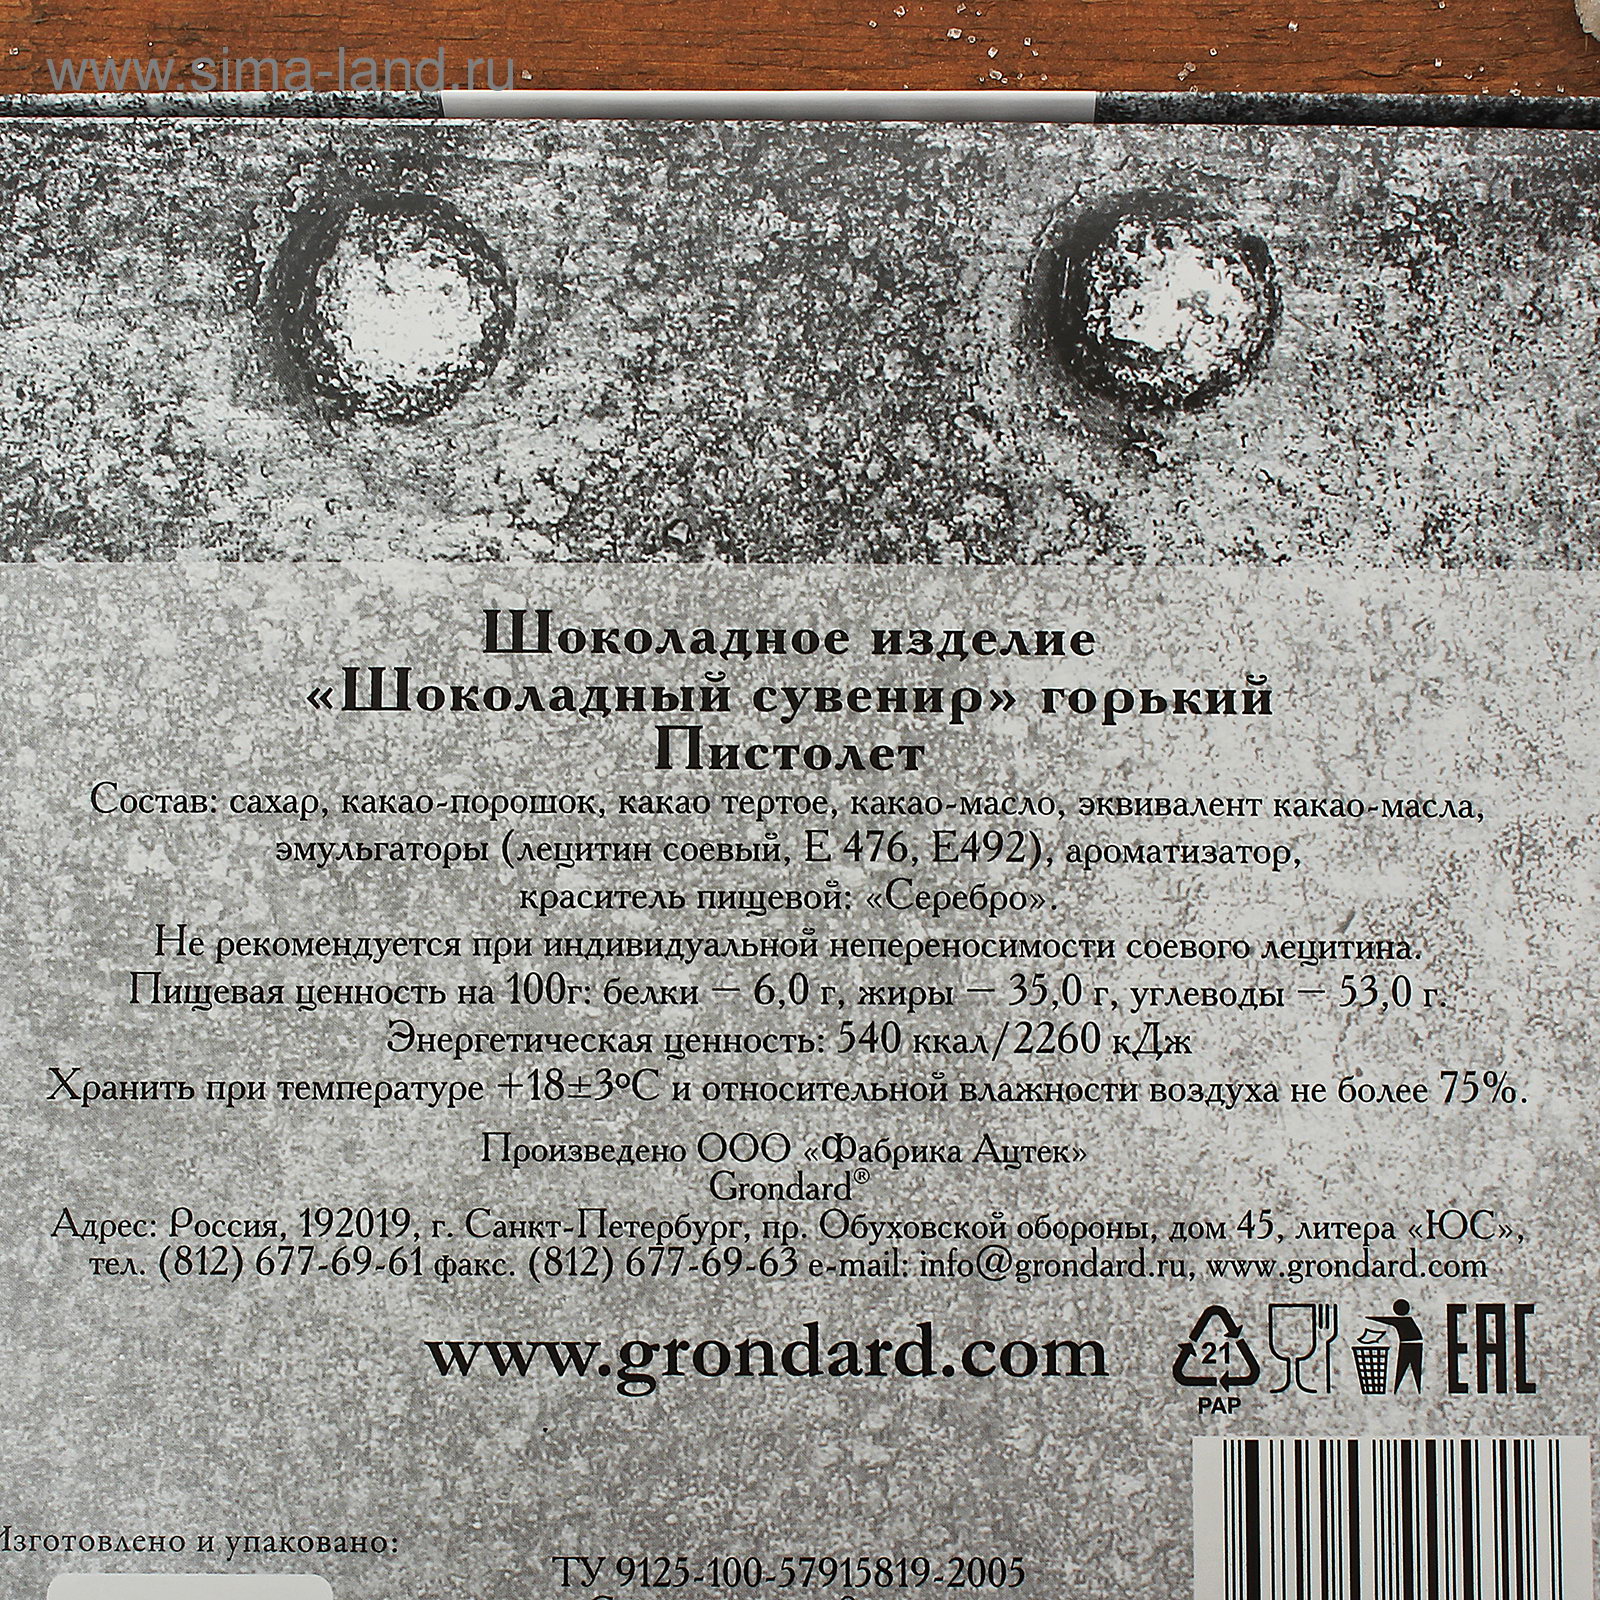 www.sima-land.ru
Шоколадное изделие
«Шоколадный сувенир» горький
Пистолет
Состав: сахар, какао-порошок, какао тертое, какао-масло, эквивалент какао-масла,
эмульгаторы (лецитин соевый, Е 476, Е492), ароматизатор,
краситель пищевой: «Серебро».
Не рекомендуется при индивидуальной непереносимости соевого лецитина.
Пищевая ценность на 100г: белки — 6,0 г, жиры — 35,0 г, углеводы — 53,0 г.
Энергетическая ценность: 540 ккал/2260 кДж
Хранить при температуре +18±3°С и относительной влажности воздуха не более 75%.
Произведено ООО «Фабрика Ацтек»
Grondard®
Адрес: Россия, 192019, г. Санкт-Петербург, пр. Обуховской обороны, дом 45, литера «ЮС»,
тел. (812) 677-69-61 факс. (812) 677-69-63 e-mail: info@grondard.ru, www.grondard.com
www.grondard.com
21
PAP
EAC
Изготовлено и упаковано:
ТУ 9125-100-57915819-2005